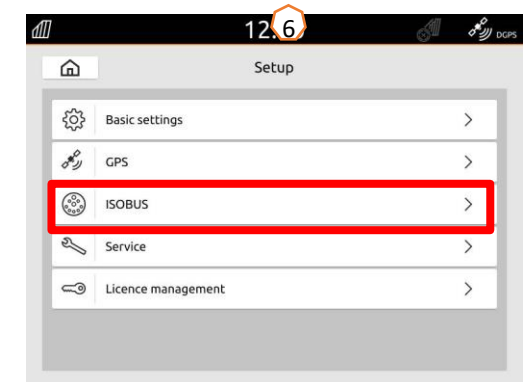 12: 6 DGPS
Setup
Basic settings
GPS
ISOBUS
Service
Licence management